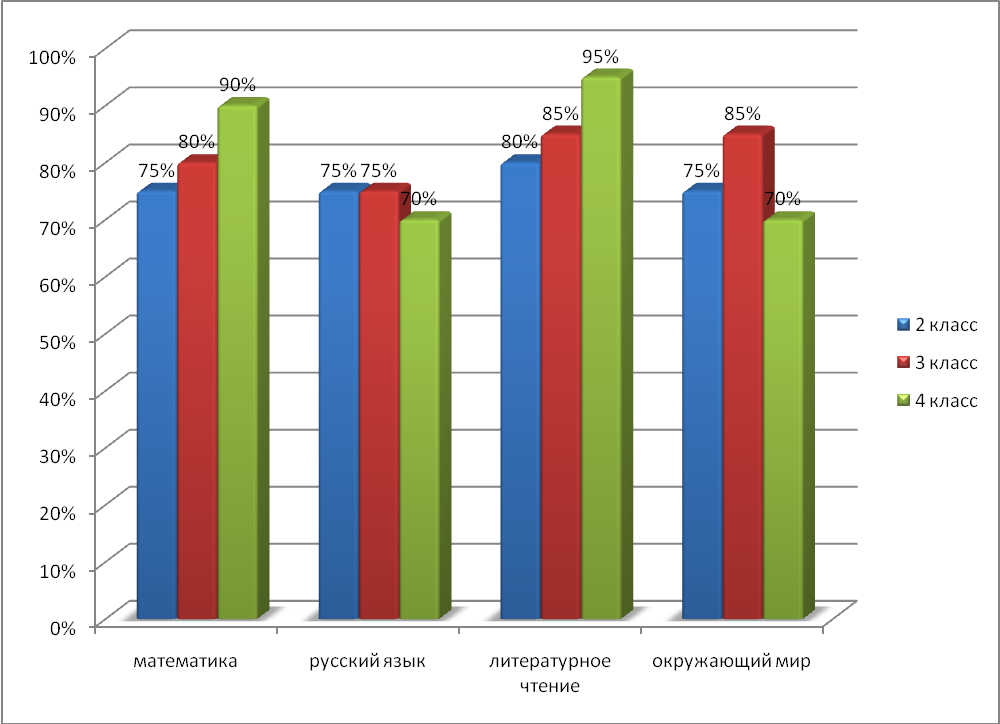 100%
90%
80%
70%
60%
50%
40%
30%
20%
10%
0%
75%
80%
90%
75%
75%
70%
80%
85%
95%
75%
85%
70%
математика
русский язык
литературное
чтение
окружающий мир
2 класс
3 класс
4 класс